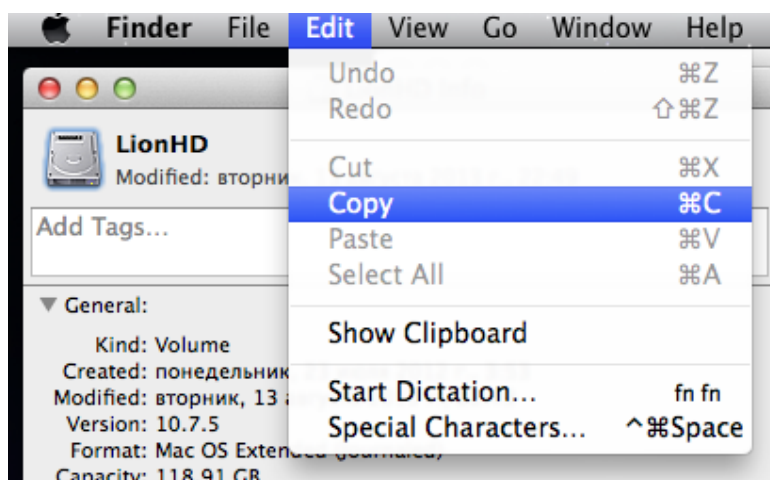 Finder File Edit View Go Window Help
Undo ⌘Z
Redo ⇧⌘Z
Cut ⌘X
Copy ⌘C
Paste ⌘V
Select All ⌘A
Show Clipboard
Start Dictation... fn fn
Special Characters... ^⌘Space
LionHD
Modified:
Add Tags...
General:
Kind: Volume
Created: понедельник
Modified: вторник, 13
Version: 10.7.5
Format: Mac OS Extended (Journaled)
Capacity: 118,91 GB